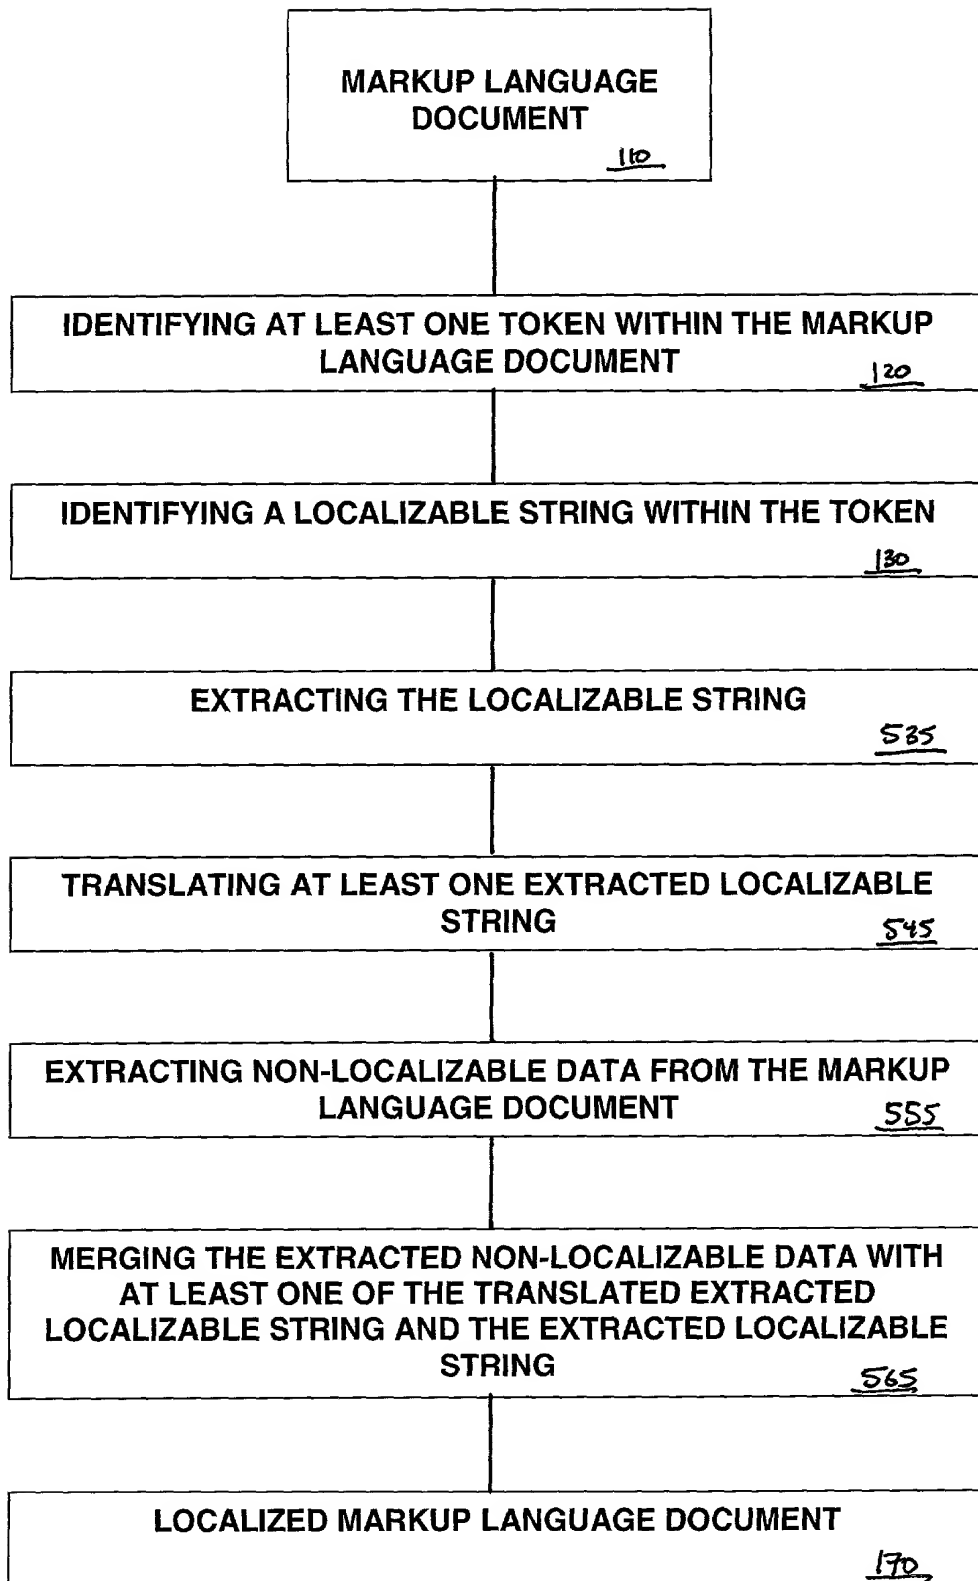 MARKUP LANGUAGE
DOCUMENT
110
IDENTIFYING AT LEAST ONE TOKEN WITHIN THE MARKUP
LANGUAGE DOCUMENT
120
IDENTIFYING A LOCALIZABLE STRING WITHIN THE TOKEN
130
EXTRACTING THE LOCALIZABLE STRING
535
TRANSLATING AT LEAST ONE EXTRACTED LOCALIZABLE
STRING
545
EXTRACTING NON-LOCALIZABLE DATA FROM THE MARKUP
LANGUAGE DOCUMENT
555
MERGING THE EXTRACTED NON-LOCALIZABLE DATA WITH
AT LEAST ONE OF THE TRANSLATED EXTRACTED
LOCALIZABLE STRING AND THE EXTRACTED LOCALIZABLE
STRING
565
LOCALIZED MARKUP LANGUAGE DOCUMENT
170